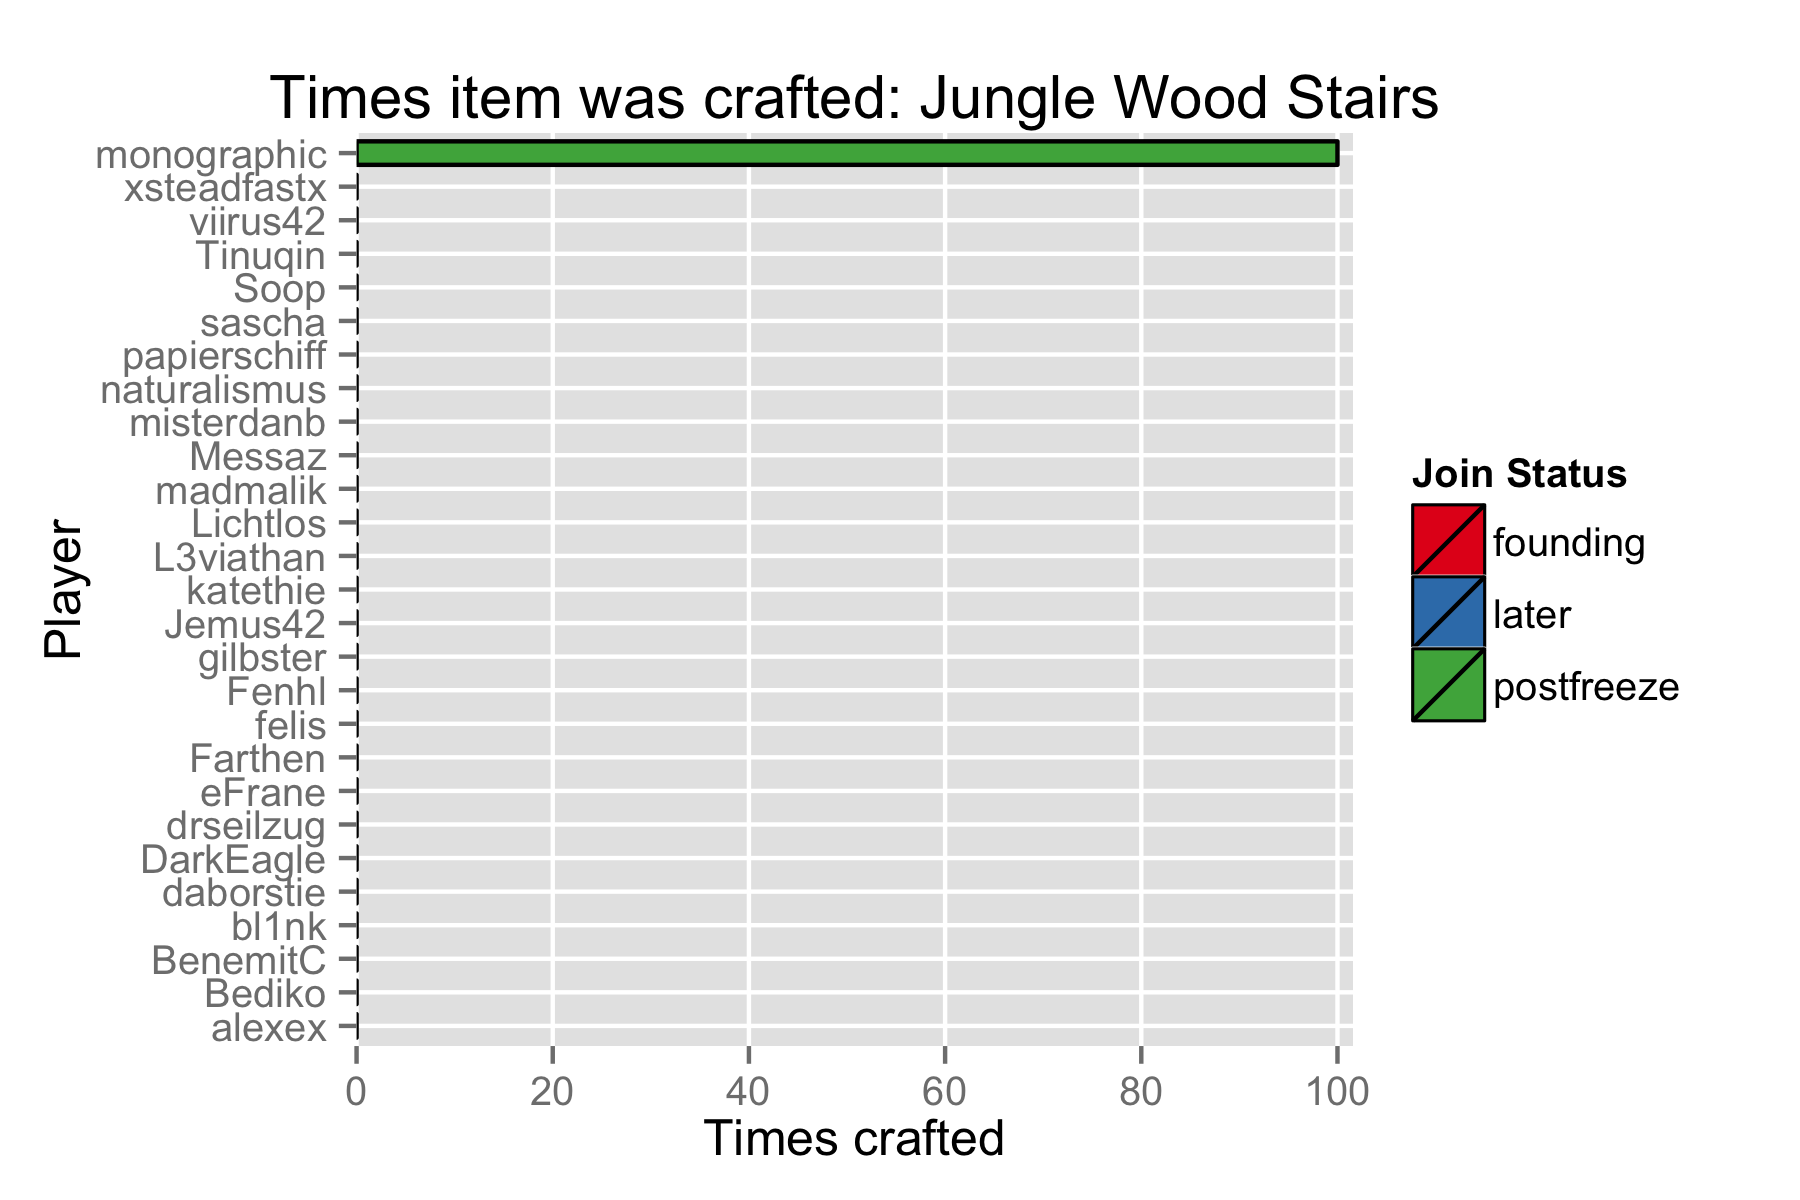 Times item was crafted: Jungle Wood Stairs
monographic
xsteadfastx
viirus42
Tinuqin
Soop
sascha
papierschiff
naturalismus
misterdanb
Messaz
madmalik
Lichtlos
L3viathan
katethie
Jemus42
gilbster
Fenhl
felis
Farthen
eFrane
drseilzug
DarkEagle
daborstie
bl1nk
BenemitC
Bediko
alexex
Player
0 20 40 60 80 100
Times crafted
Join Status
founding
later
postfreeze